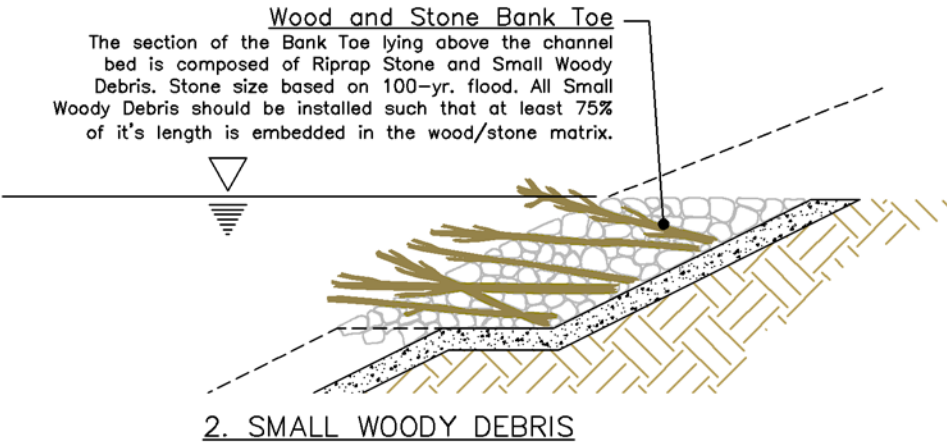 Wood and Stone Bank Toe
The section of the Bank Toe lying above the channel
bed is composed of Riprap Stone and Small Woody
Debris. Stone size based on 100-yr. flood. All Small
Woody Debris should be installed such that at least 75%
of it's length is embedded in the wood/stone matrix.
2. SMALL WOODY DEBRIS